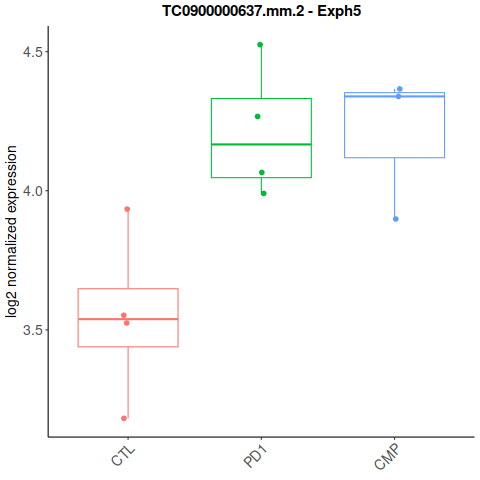 TC0900000637.mm.2 - Exph5
log2 normalized expression
4.5
4.0
3.5
CTL
PD1
CMP